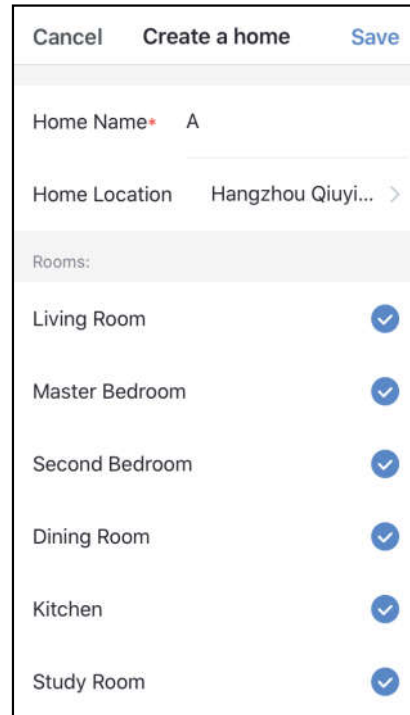 Cancel Create a home Save
Home Name* A
Home Location Hangzhou Qiuyi... >
Rooms:
Living Room
Master Bedroom
Second Bedroom
Dining Room
Kitchen
Study Room